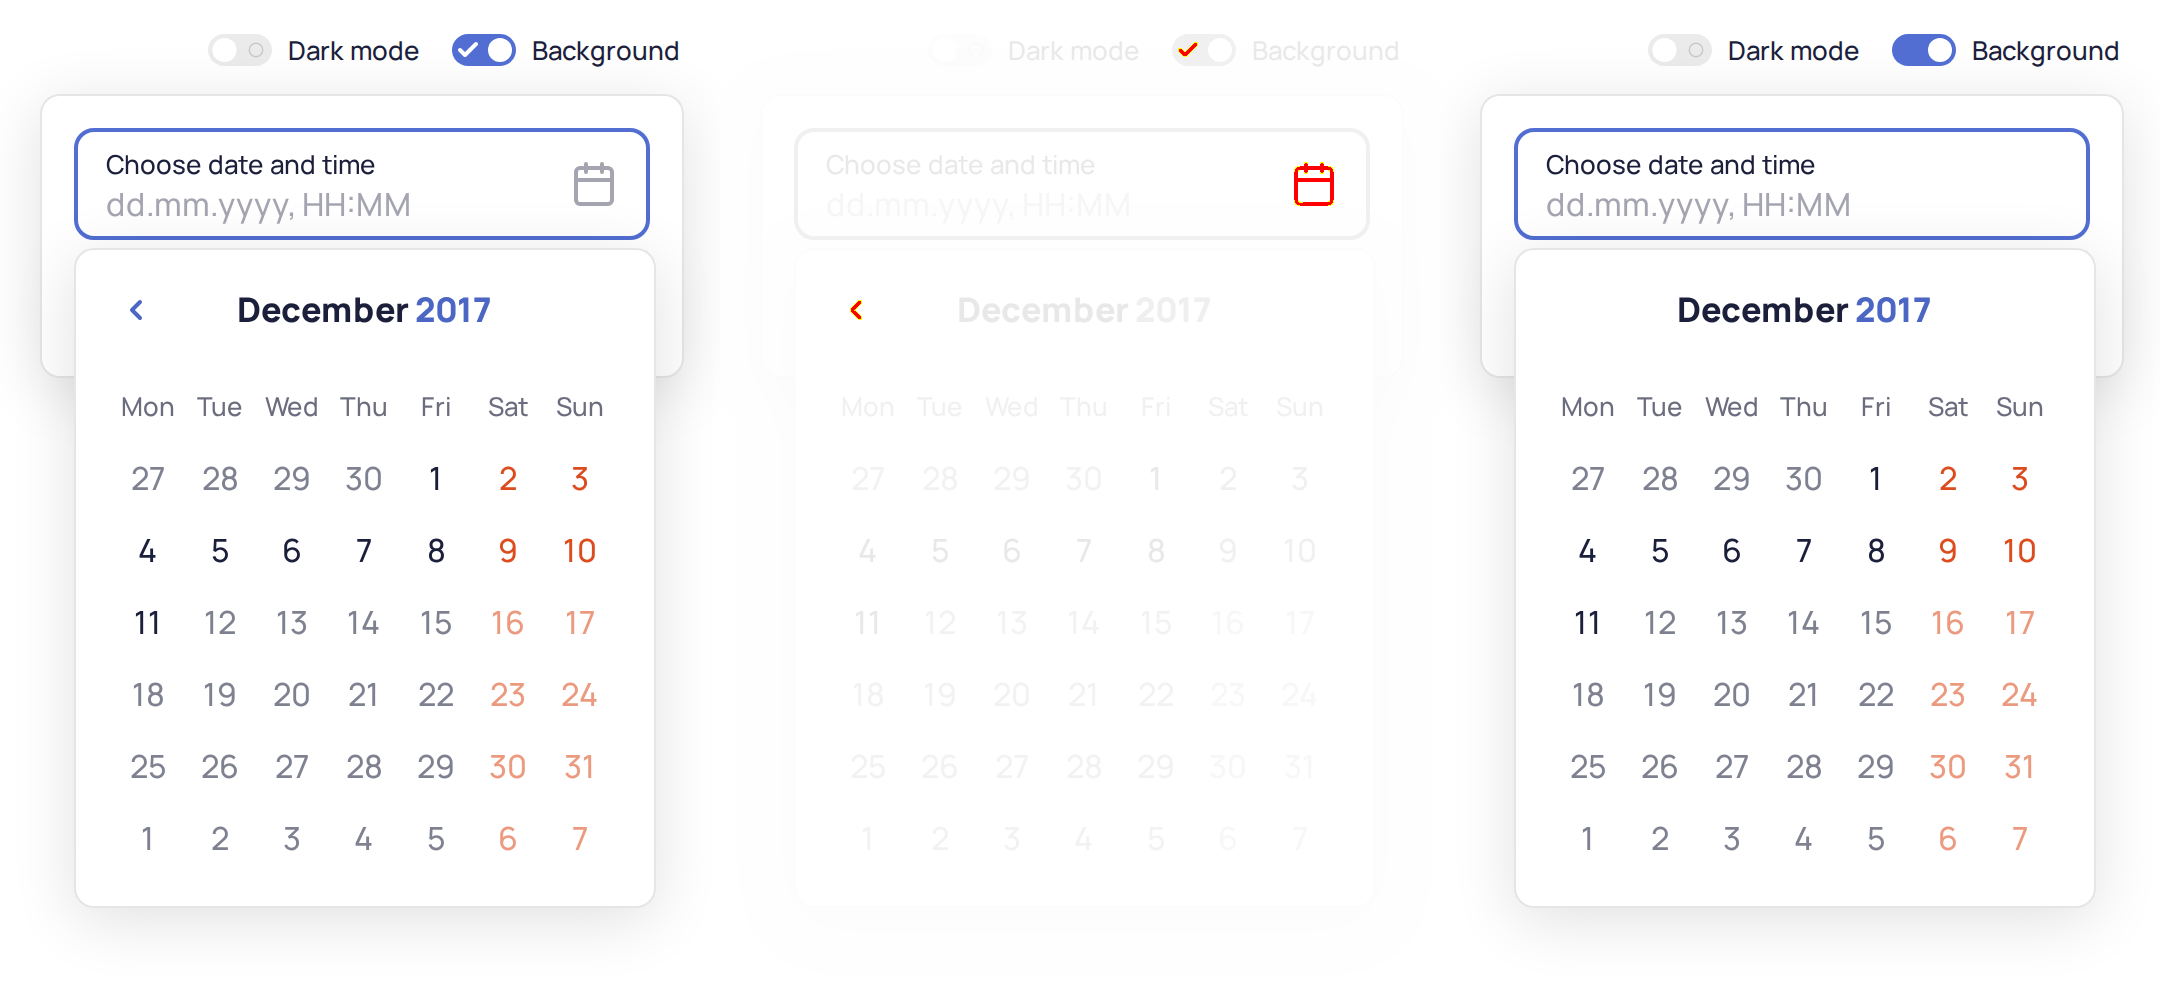 Dark mode Background
Choose date and time
dd.mm.yyyy, HH:MM
December 2017
Mon Tue Wed Thu Fri Sat Sun
27 28 29 30 1 2 3
4 5 6 7 8 9 10
11 12 13 14 15 16 17
18 19 20 21 22 23 24
25 26 27 28 29 30 31
1 2 3 4 5 6 7
Dark mode Background
Choose date and time
dd.mm.yyyy, HH:MM
December 2017
Mon Tue Wed Thu Fri Sat Sun
27 28 29 30 1 2 3
4 5 6 7 8 9 10
11 12 13 14 15 16 17
18 19 20 21 22 23 24
25 26 27 28 29 30 31
1 2 3 4 5 6 7
Dark mode Background
Choose date and time
dd.mm.yyyy, HH:MM
December 2017
Mon Tue Wed Thu Fri Sat Sun
27 28 29 30 1 2 3
4 5 6 7 8 9 10
11 12 13 14 15 16 17
18 19 20 21 22 23 24
25 26 27 28 29 30 31
1 2 3 4 5 6 7